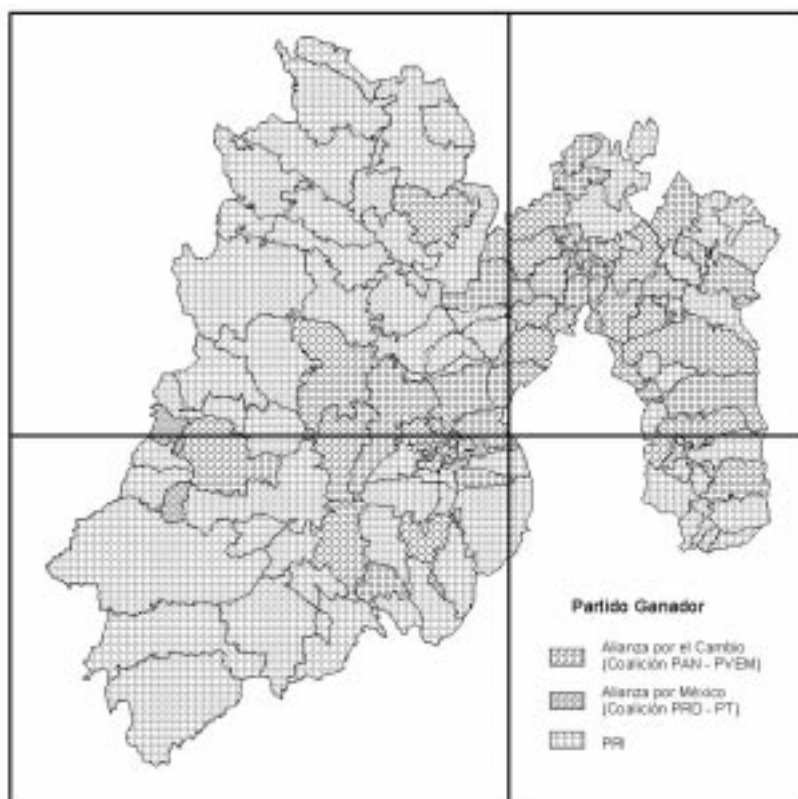 Partido Ganador
Alianza por el Cambio
(Coalición PAN - PVEM)
Alianza por México
(Coalición PRD - PT)
PRI